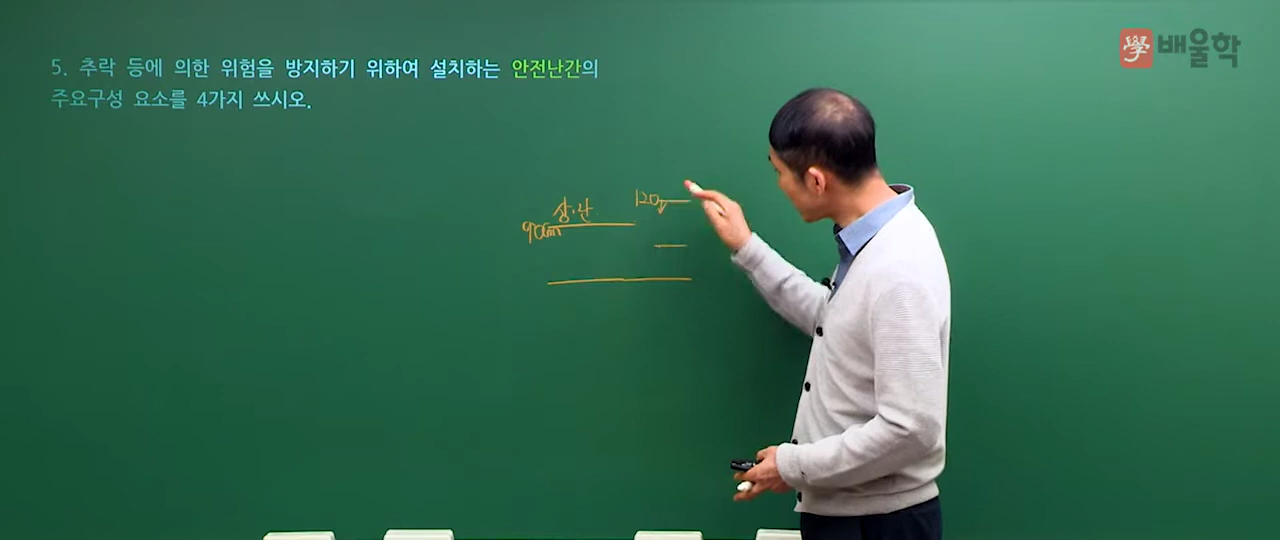 學 배울학
5. 추락 등에 의한 위험을 방지하기 위하여 설치하는 안전난간의
주요구성 요소를 4가지 쓰시오.
상·난
120
90cm